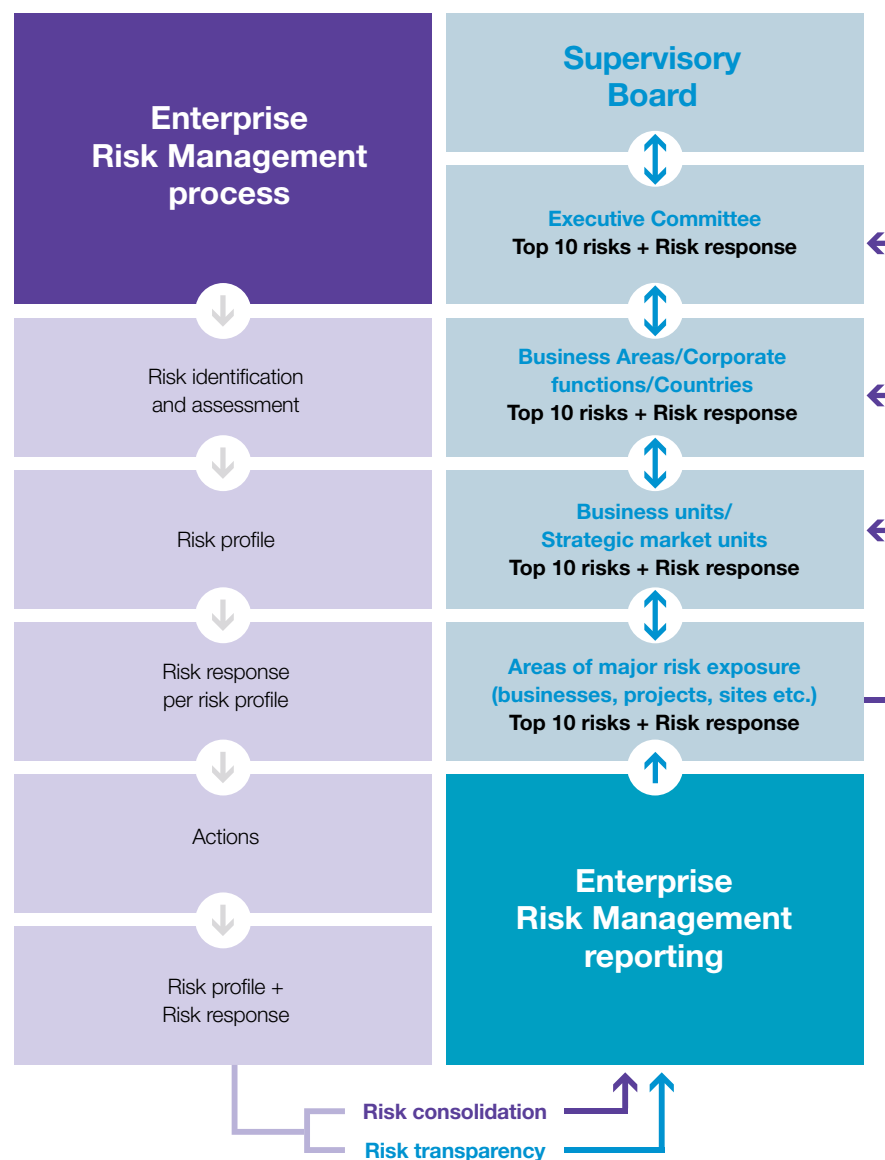 Enterprise
Risk Management
process
Risk identification
and assessment
Risk profile
Risk response
per risk profile
Actions
Risk profile +
Risk response
Supervisory
Board
Executive Committee
Top 10 risks + Risk response
Business Areas/Corporate
functions/Countries
Top 10 risks + Risk response
Business units/
Strategic market units
Top 10 risks + Risk response
Areas of major risk exposure
(businesses, projects, sites etc.)
Top 10 risks + Risk response
Enterprise
Risk Management
reporting
Risk consolidation
Risk transparency